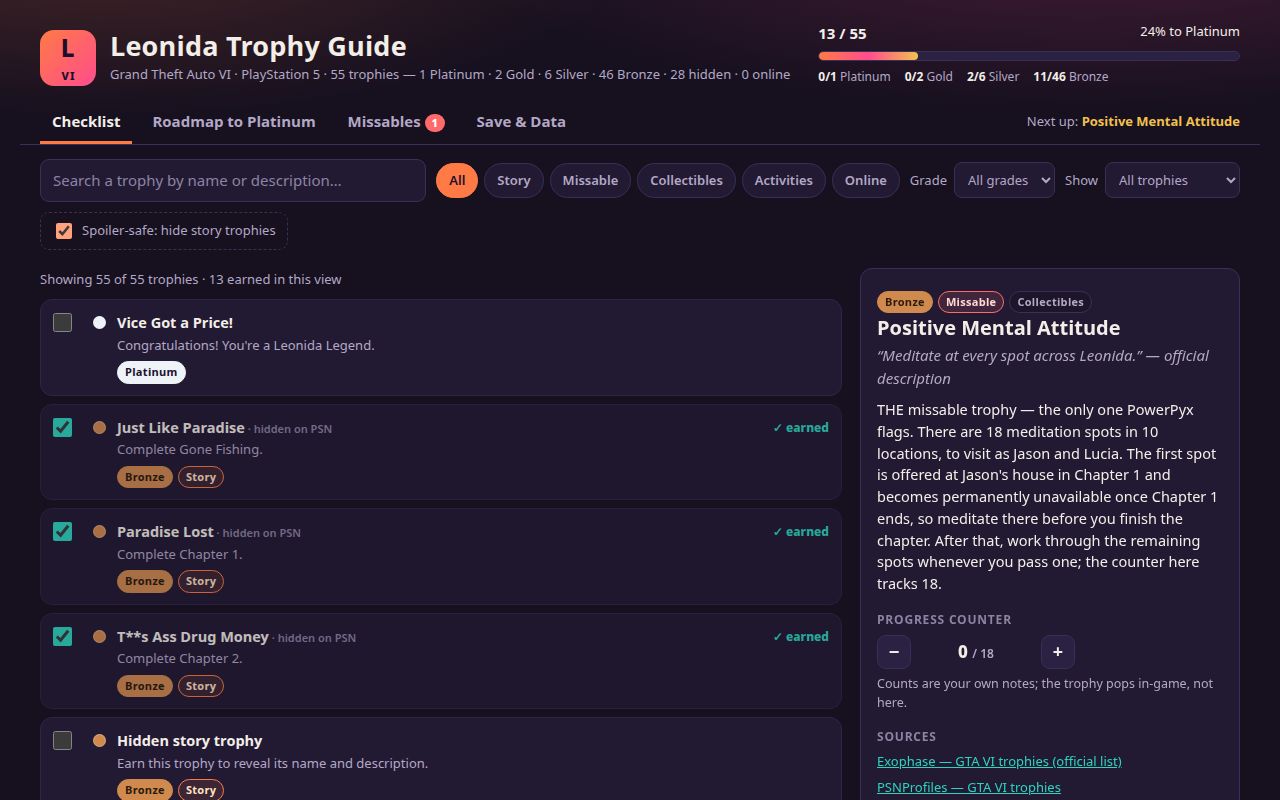 L
VI
Leonida Trophy Guide
Grand Theft Auto VI · PlayStation 5 · 55 trophies — 1 Platinum · 2 Gold · 6 Silver · 46 Bronze · 28 hidden · 0 online
13 / 55
24% to Platinum
0/1 Platinum 0/2 Gold 2/6 Silver 11/46 Bronze
Checklist
Roadmap to Platinum
Missables 1
Save & Data
Next up: Positive Mental Attitude
Search a trophy by name or description...
All
Story
Missable
Collectibles
Activities
Online
Grade
All grades
Show
All trophies
Spoiler-safe: hide story trophies
Showing 55 of 55 trophies · 13 earned in this view
Vice Got a Price!
Congratulations! You're a Leonida Legend.
Platinum
Just Like Paradise · hidden on PSN
✓ earned
Complete Gone Fishing.
Bronze Story
Paradise Lost · hidden on PSN
✓ earned
Complete Chapter 1.
Bronze Story
T**s Ass Drug Money · hidden on PSN
✓ earned
Complete Chapter 2.
Bronze Story
Hidden story trophy
Earn this trophy to reveal its name and description.
Bronze Story
Bronze Missable Collectibles
Positive Mental Attitude
“Meditate at every spot across Leonida.” — official
description
THE missable trophy — the only one PowerPyx
flags. There are 18 meditation spots in 10
locations, to visit as Jason and Lucia. The first spot
is offered at Jason's house in Chapter 1 and
becomes permanently unavailable once Chapter 1
ends, so meditate there before you finish the
chapter. After that, work through the remaining
spots whenever you pass one; the counter here
tracks 18.
PROGRESS COUNTER
− 0 / 18 +
Counts are your own notes; the trophy pops in-game, not
here.
SOURCES
Exophase — GTA VI trophies (official list)
PSNProfiles — GTA VI trophies